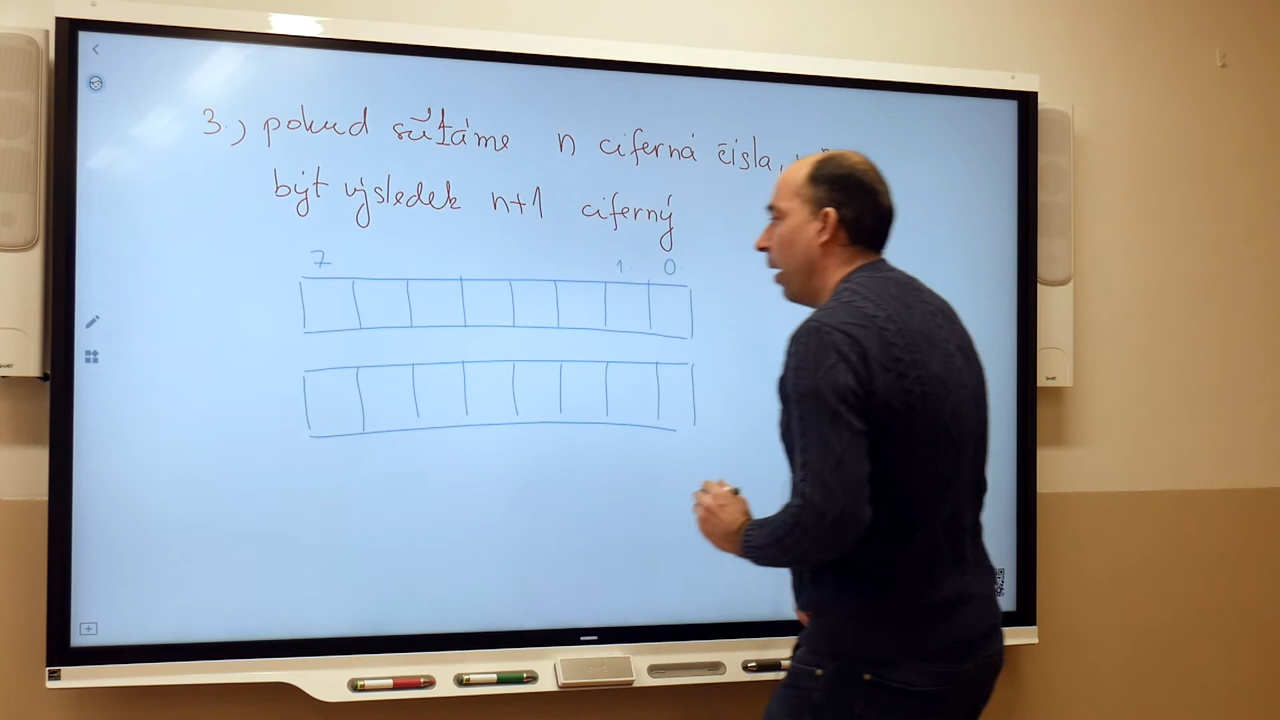 3., pokud sčítáme n ciferná čísla,
být výsledek n+1 ciferný
7 1. 0.